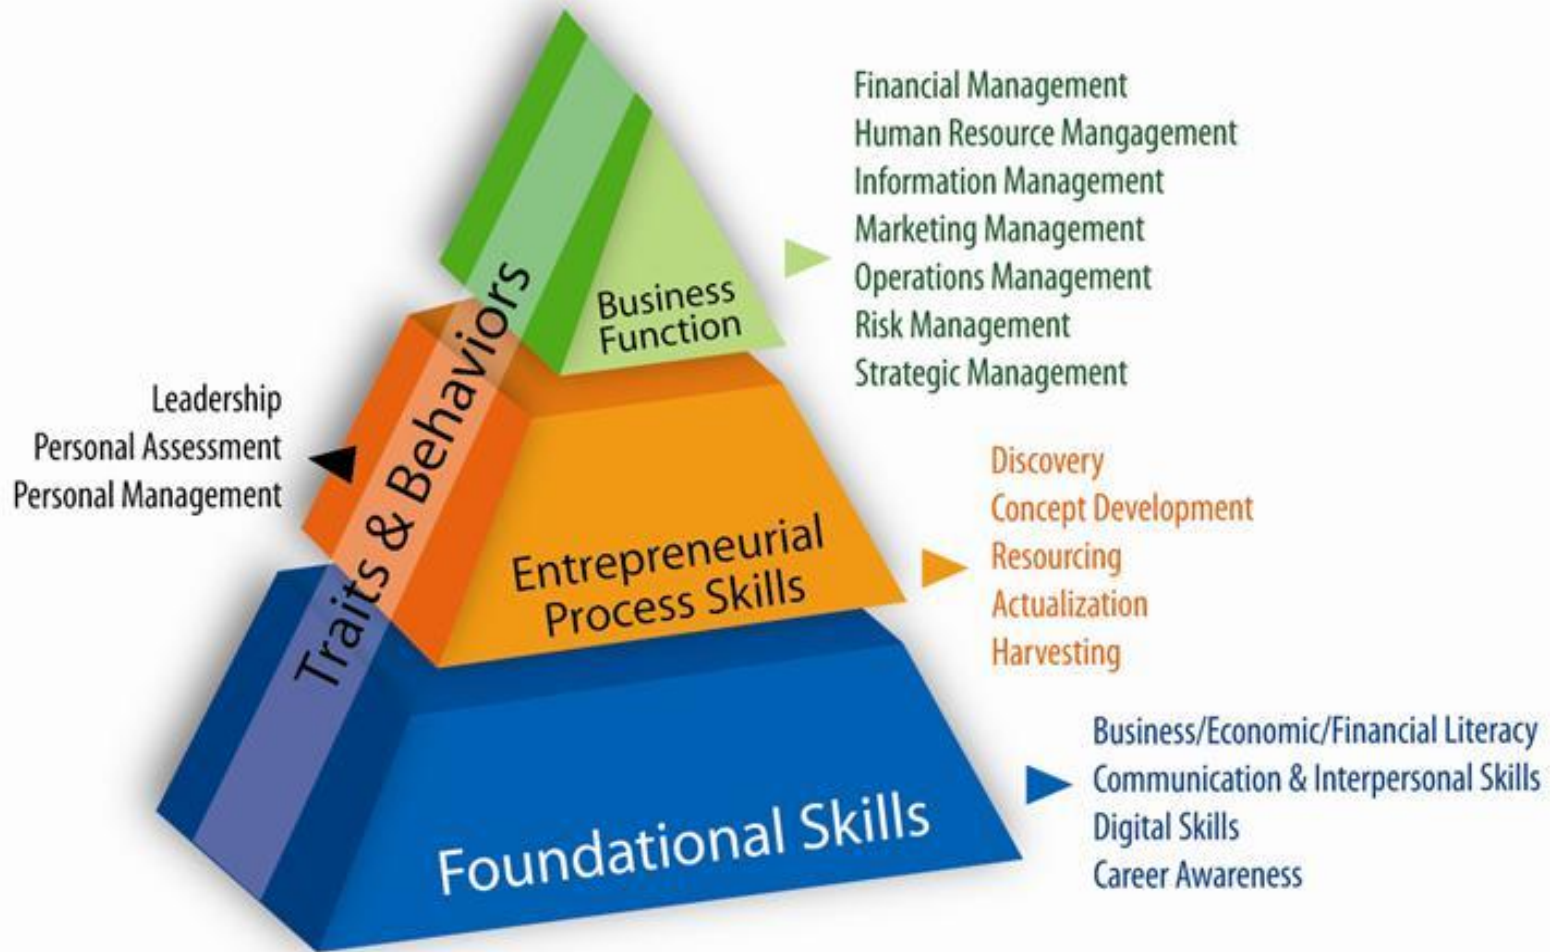 Financial Management
Human Resource Mangagement
Information Management
Marketing Management
Operations Management
Risk Management
Strategic Management
Business
Function
Leadership
Personal Assessment
Personal Management
Traits & Behaviors
Discovery
Concept Development
Resourcing
Actualization
Harvesting
Entrepreneurial
Process Skills
Business/Economic/Financial Literacy
Communication & Interpersonal Skills
Digital Skills
Career Awareness
Foundational Skills